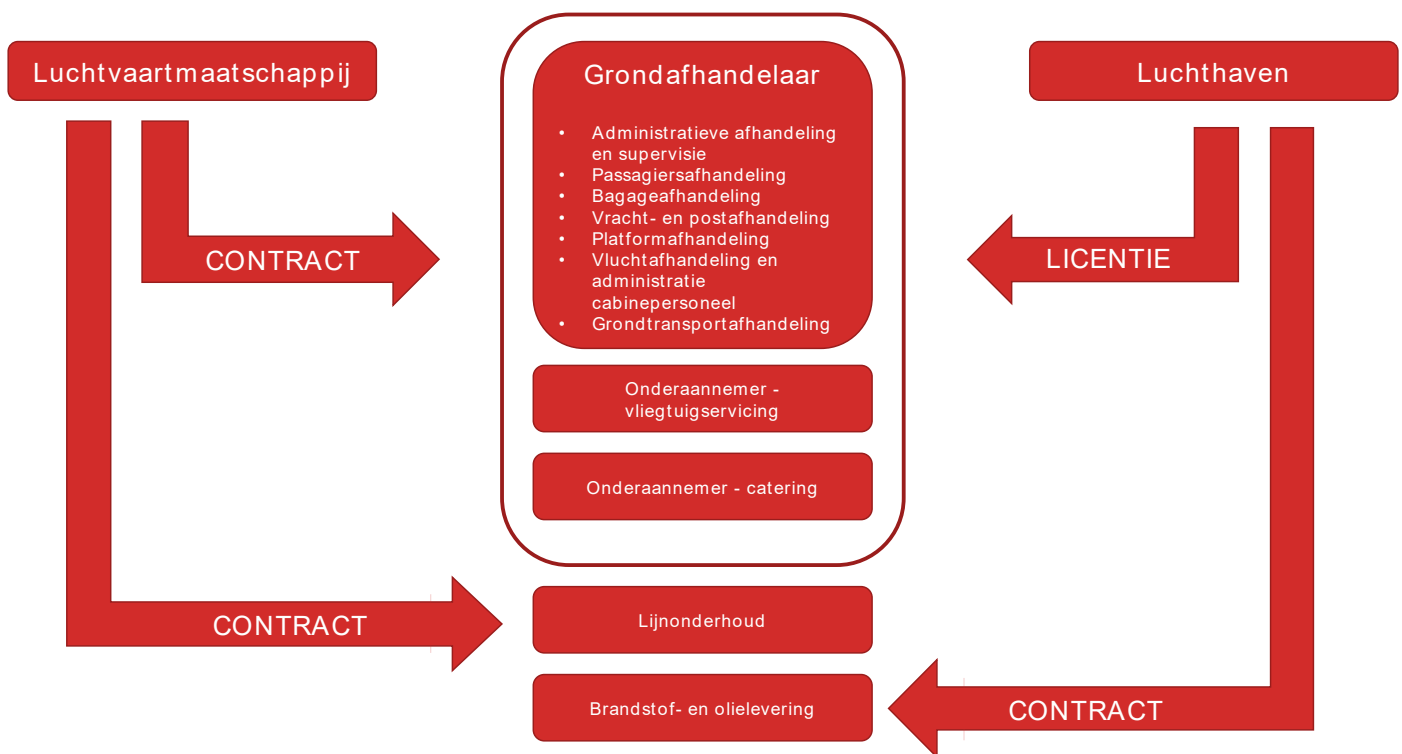 Luchtvaartmaatschappij
Grondafhandelaar
• Administratieve afhandeling
en supervisie
• Passagiersafhandeling
• Bagageafhandeling
• Vracht- en postafhandeling
• Platformafhandeling
• Vluchtafhandeling en
administratie
cabinepersoneel
• Grondtransportafhandeling
Luchthaven
CONTRACT
LICENTIE
Onderaannemer -
vliegtuigservicing
Onderaannemer - catering
CONTRACT
Lijnonderhoud
Brandstof- en olielevering
CONTRACT